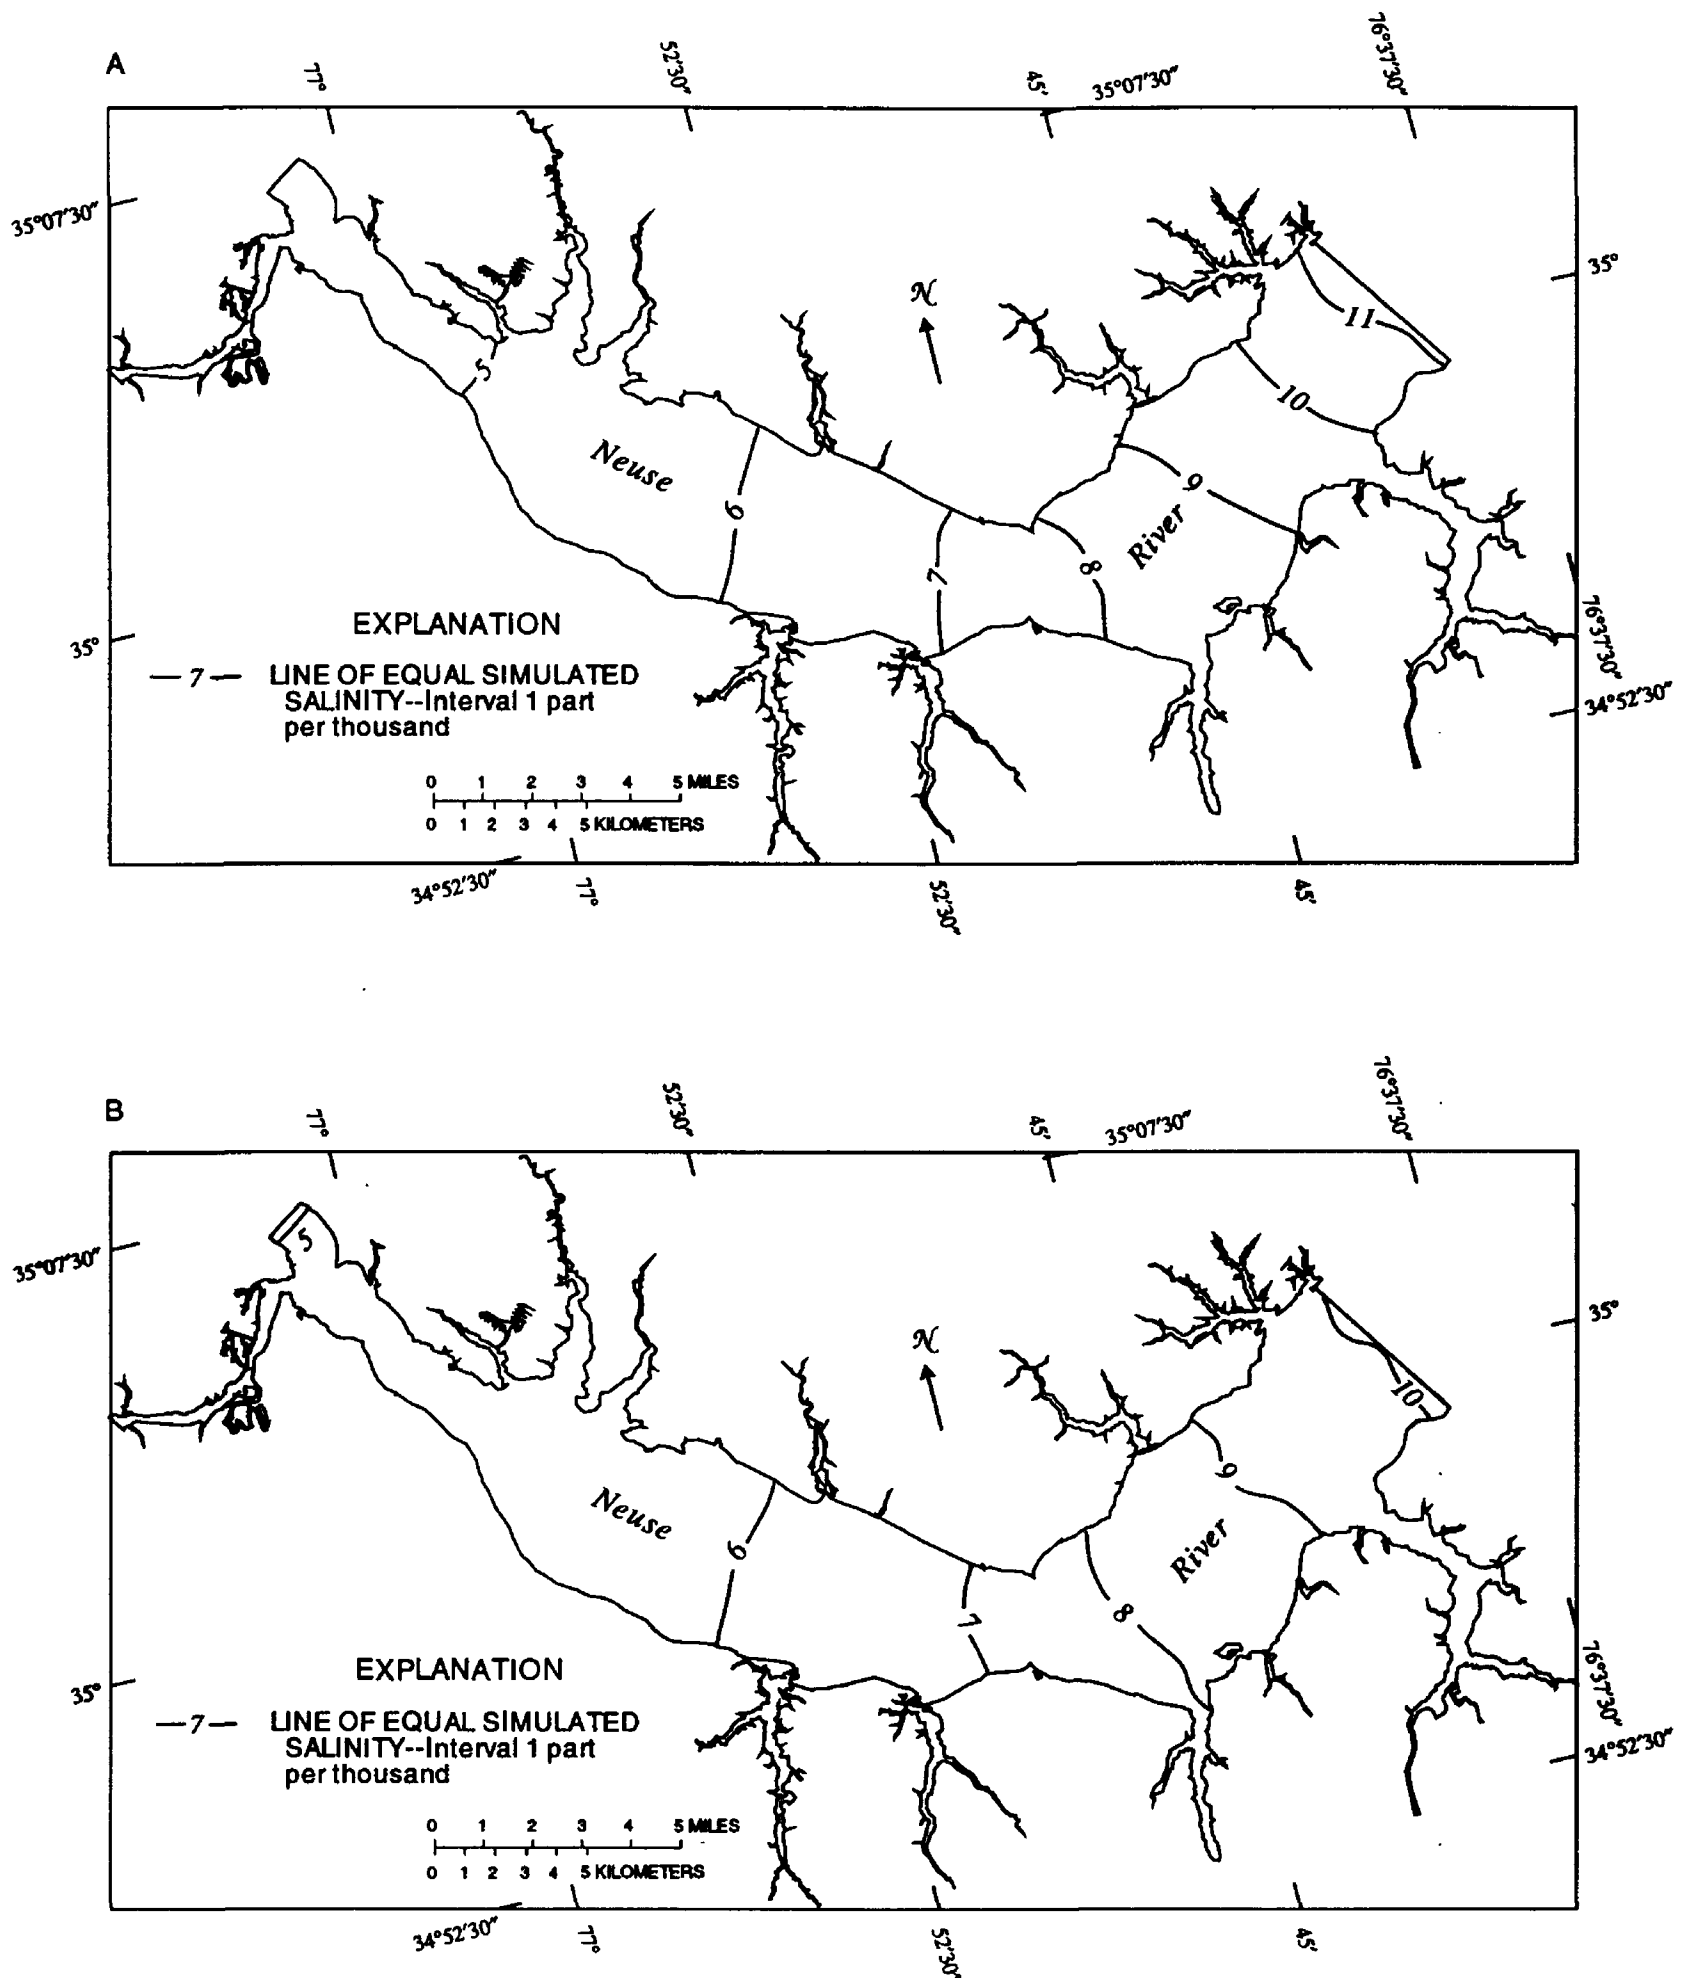 A
77°
52'30"
45'
35°07'30"
76°37'30"
35°07'30"
35°
N
11
10
5
9
Neuse
6
River
7
8
EXPLANATION
35°
76°37'30"
— 7 — LINE OF EQUAL SIMULATED
SALINITY--Interval 1 part
per thousand
34°52'30"
0 1 2 3 4 5 MILES
0 1 2 3 4 5 KILOMETERS
34°52'30"
77°
52'30"
45'
B
77°
52'30"
45'
35°07'30"
76°37'30"
35°07'30"
5
35°
N
10
9
Neuse
6
River
7
8
EXPLANATION
35°
76°37'30"
— 7 — LINE OF EQUAL SIMULATED
SALINITY--Interval 1 part
per thousand
34°52'30"
0 1 2 3 4 5 MILES
0 1 2 3 4 5 KILOMETERS
34°52'30"
77°
52'30"
45'